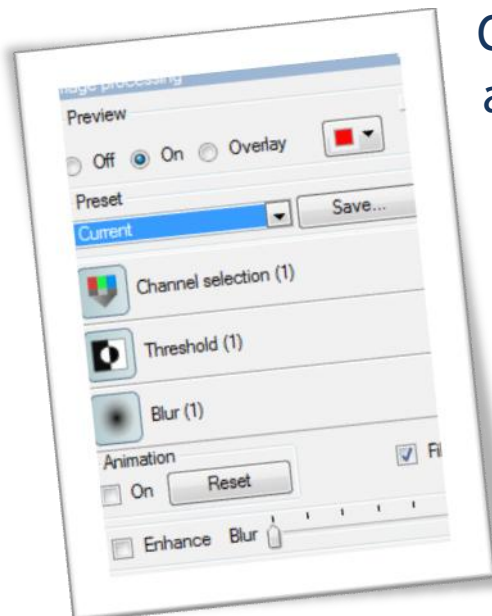 Preview
Off On Overlay
Preset
Current Save...
Channel selection (1)
Threshold (1)
Blur (1)
Animation
On Reset
Enhance Blur